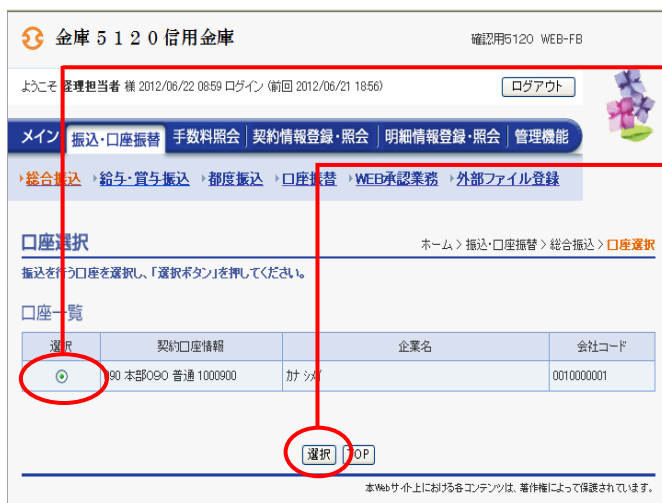 金庫５１２０信用金庫
確認用5120 WEB-FB
ようこそ 経理担当者 様 2012/06/22 0859 ログイン (前回 2012/06/21 1856)
ログアウト
メイン 振込・口座振替 手数料照会 契約情報登録・照会 明細情報登録・照会 管理機能
総合振込 給与・賞与振込 都度振込 口座振替 WEB承認業務 外部ファイル登録
口座選択
ホーム > 振込・口座振替 > 総合振込 > 口座選択
振込を行う口座を選択し、「選択ボタン」を押してください。
口座一覧
選択 契約口座情報 企業名 会社コード
090 本部090 普通 1000900 カナ シメイ 0010000001
選択 TOP
本Webサイト上における各コンテンツは、著作権によって保護されています。